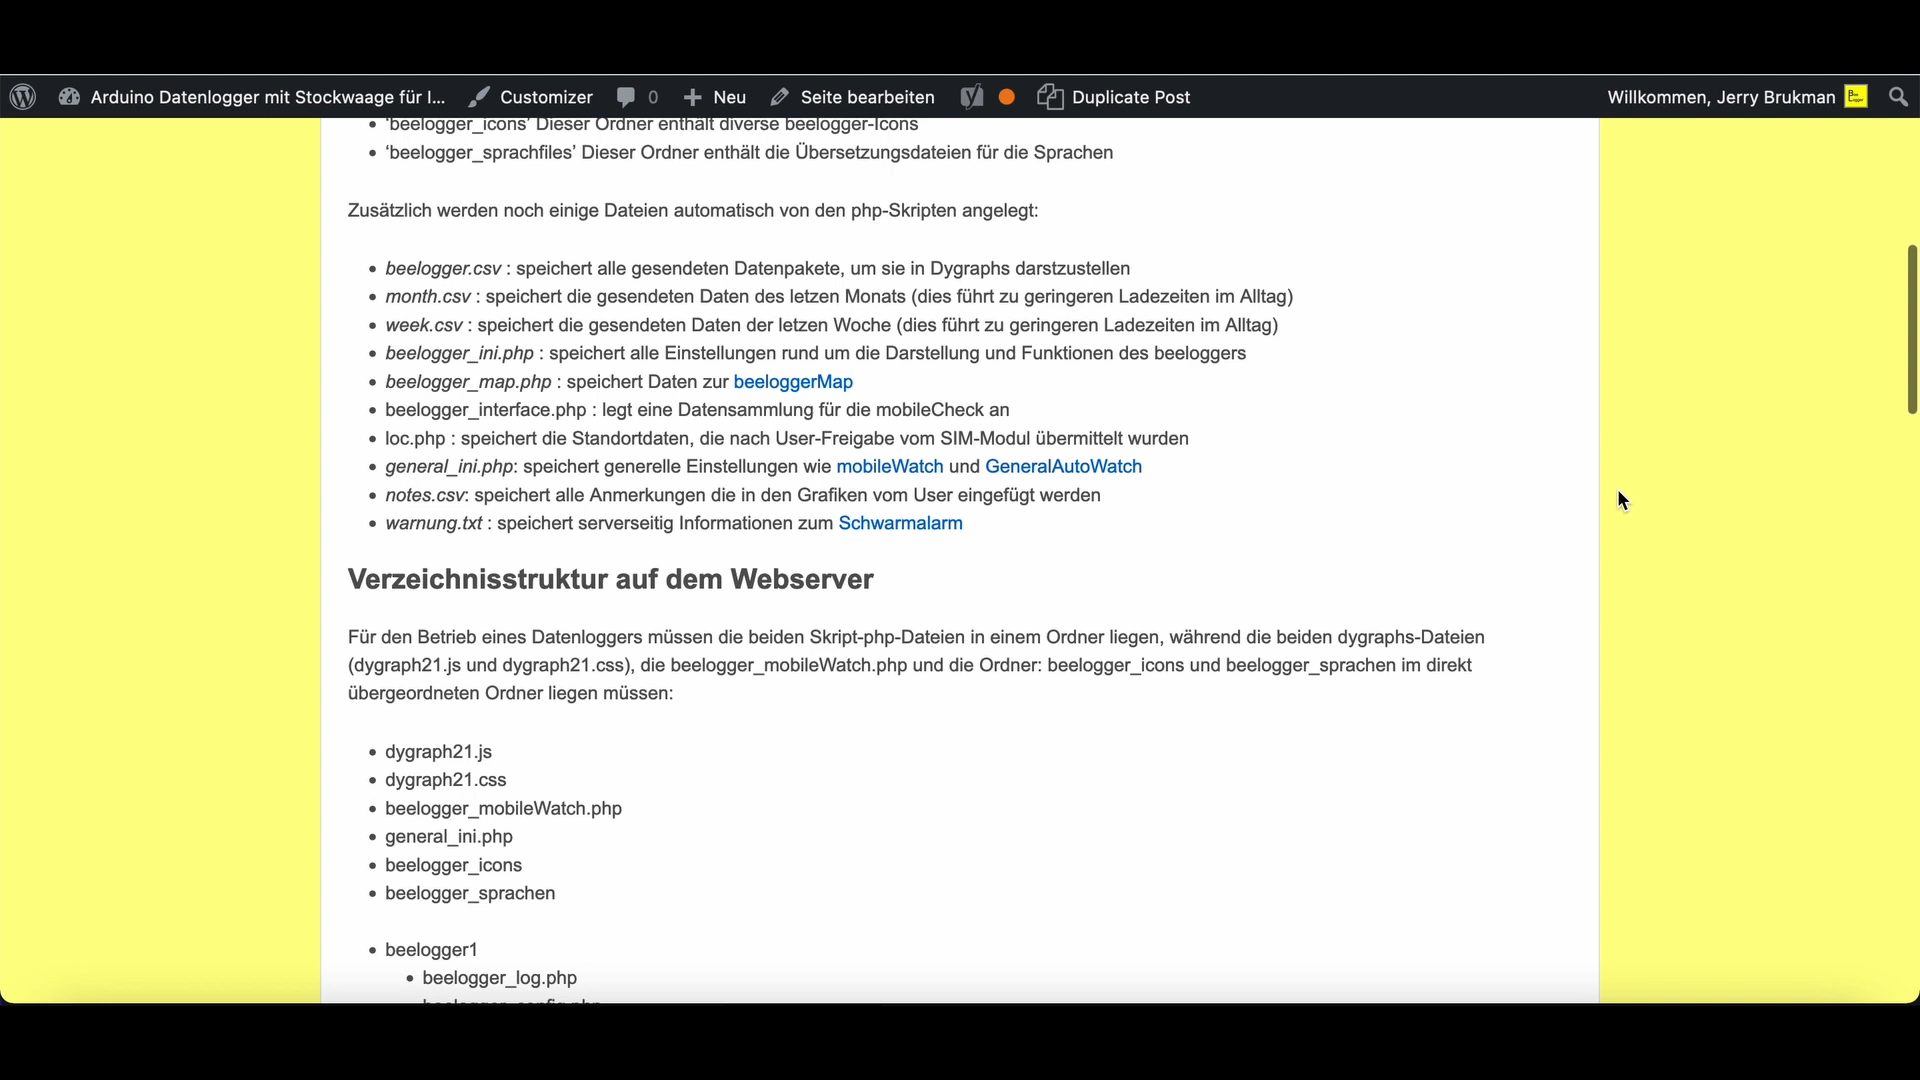 Arduino Datenlogger mit Stockwaage für I... Customizer 0 Neu Seite bearbeiten Duplicate Post Willkommen, Jerry Brukman
‘beelogger_icons’ Dieser Ordner enthält diverse beelogger-Icons
‘beelogger_sprachfiles’ Dieser Ordner enthält die Übersetzungsdateien für die Sprachen
Zusätzlich werden noch einige Dateien automatisch von den php-Skripten angelegt:
beelogger.csv : speichert alle gesendeten Datenpakete, um sie in Dygraphs darstzustellen
month.csv : speichert die gesendeten Daten des letzen Monats (dies führt zu geringeren Ladezeiten im Alltag)
week.csv : speichert die gesendeten Daten der letzen Woche (dies führt zu geringeren Ladezeiten im Alltag)
beelogger_ini.php : speichert alle Einstellungen rund um die Darstellung und Funktionen des beeloggers
beelogger_map.php : speichert Daten zur beeloggerMap
beelogger_interface.php : legt eine Datensammlung für die mobileCheck an
loc.php : speichert die Standortdaten, die nach User-Freigabe vom SIM-Modul übermittelt wurden
general_ini.php: speichert generelle Einstellungen wie mobileWatch und GeneralAutoWatch
notes.csv: speichert alle Anmerkungen die in den Grafiken vom User eingefügt werden
warnung.txt : speichert serverseitig Informationen zum Schwarmalarm
Verzeichnisstruktur auf dem Webserver
Für den Betrieb eines Datenloggers müssen die beiden Skript-php-Dateien in einem Ordner liegen, während die beiden dygraphs-Dateien
(dygraph21.js und dygraph21.css), die beelogger_mobileWatch.php und die Ordner: beelogger_icons und beelogger_sprachen im direkt
übergeordneten Ordner liegen müssen:
dygraph21.js
dygraph21.css
beelogger_mobileWatch.php
general_ini.php
beelogger_icons
beelogger_sprachen
beelogger1
beelogger_log.php